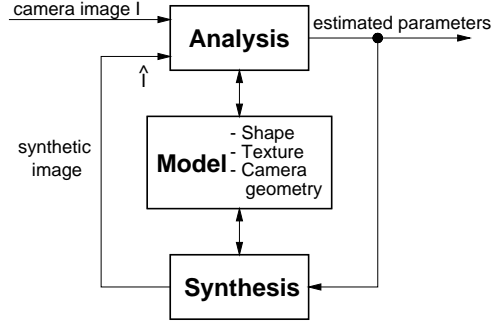 camera image I
estimated parameters
Analysis
Î
synthetic
image
Model
- Shape
- Texture
- Camera
geometry
Synthesis